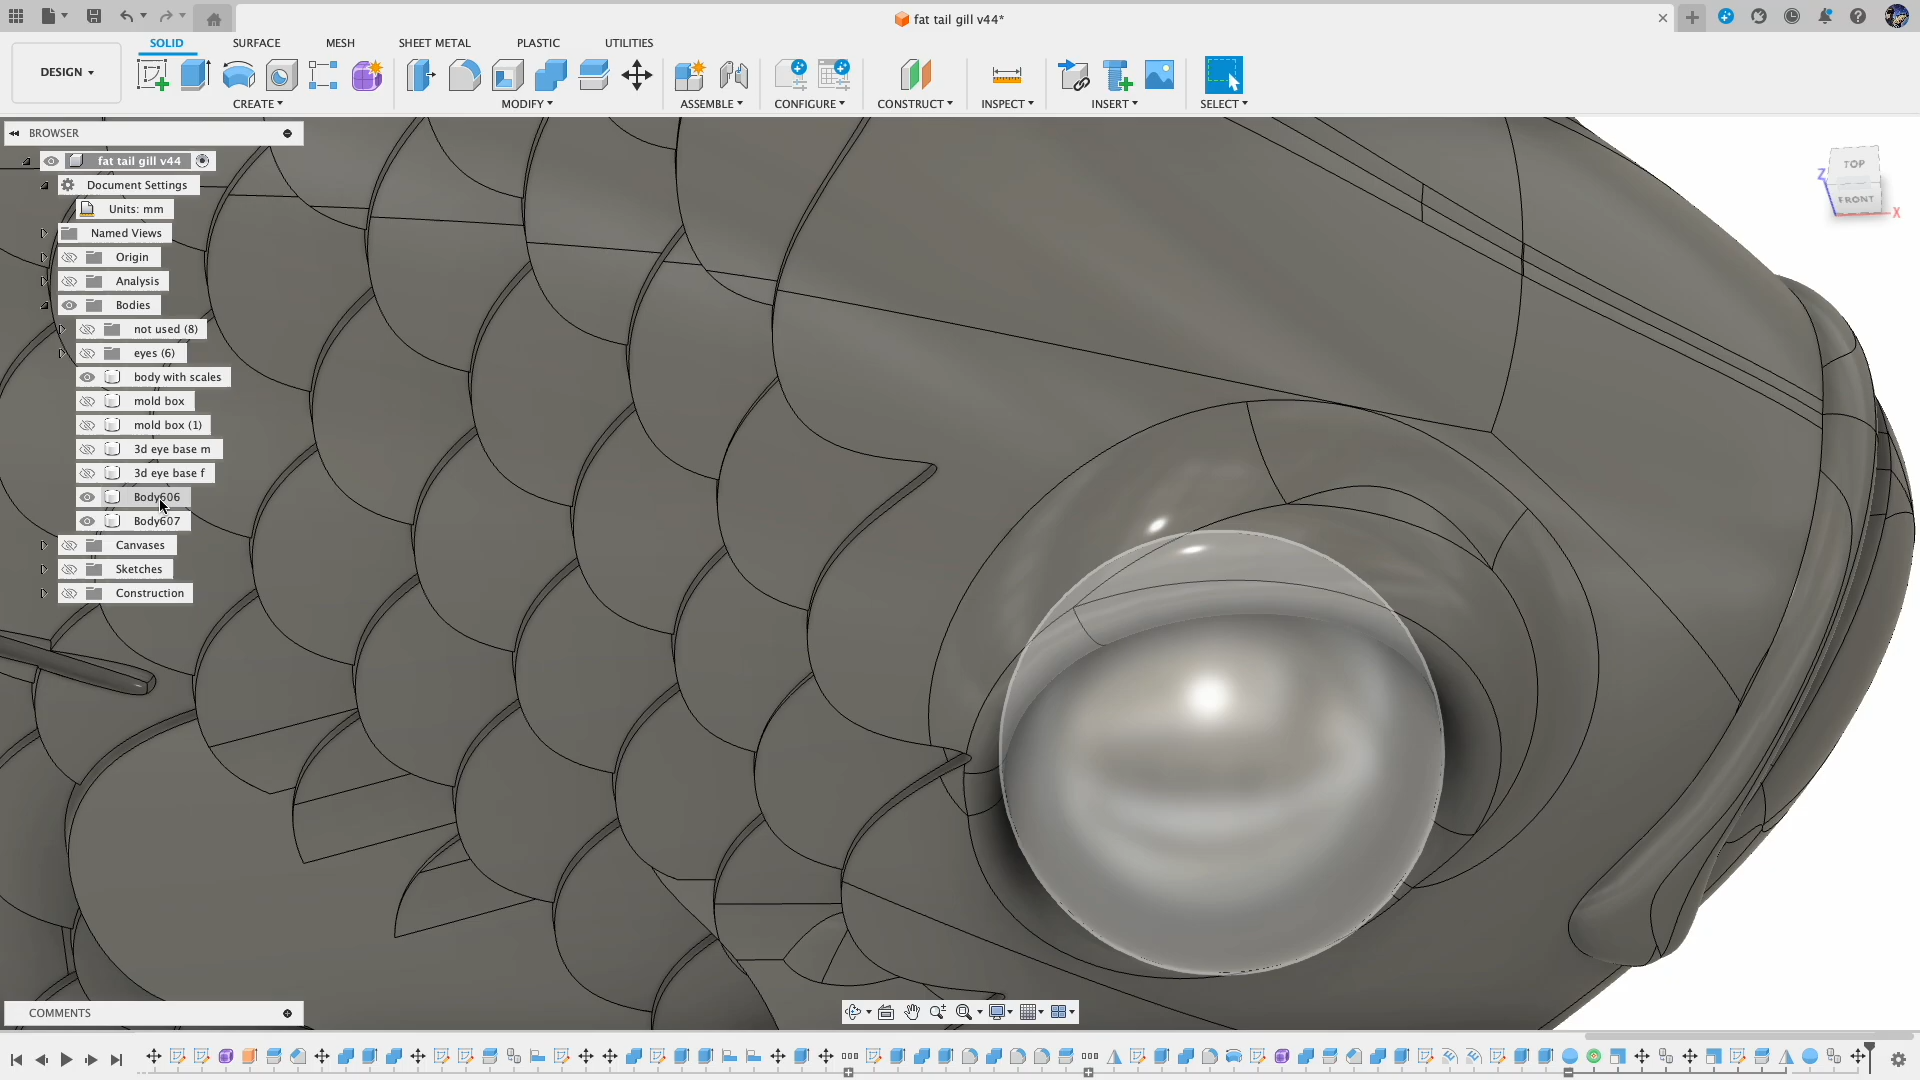 fat tail gill v44*
SOLID
SURFACE
MESH
SHEET METAL
PLASTIC
UTILITIES
DESIGN
CREATE
MODIFY
ASSEMBLE
CONFIGURE
CONSTRUCT
INSPECT
INSERT
SELECT
BROWSER
fat tail gill v44
Document Settings
Units: mm
Named Views
Origin
Analysis
Bodies
not used (8)
eyes (6)
body with scales
mold box
mold box (1)
3d eye base m
3d eye base f
Body606
Body607
Canvases
Sketches
Construction
TOP
Z
FRONT
X
COMMENTS